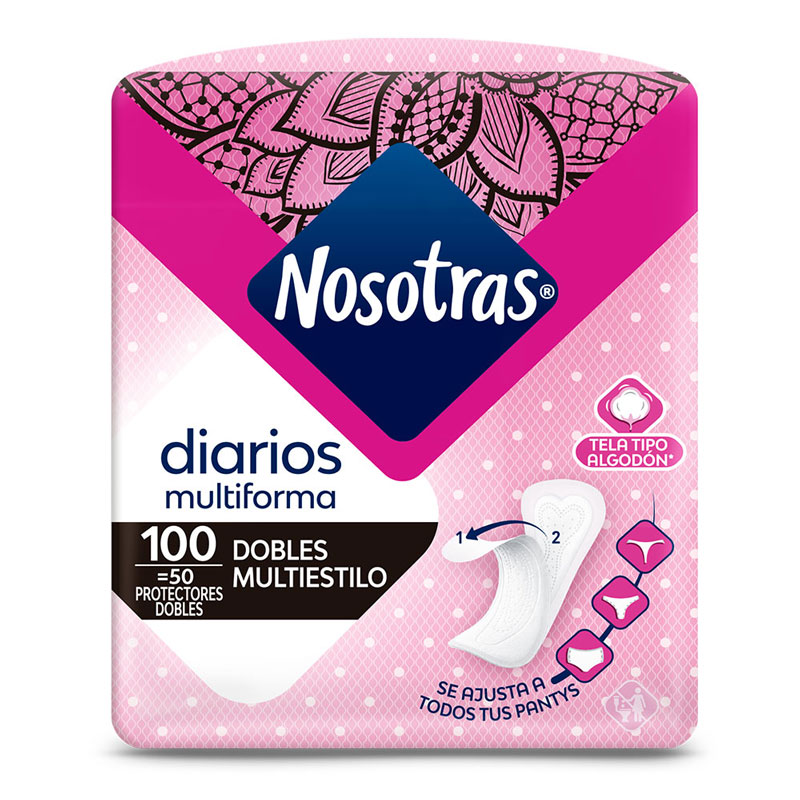 Nosotras®
diarios
multiforma
100
=50
PROTECTORES
DOBLES
DOBLES
MULTIESTILO
TELA TIPO
ALGODÓN*
1
2
SE AJUSTA A
TODOS TUS PANTYS